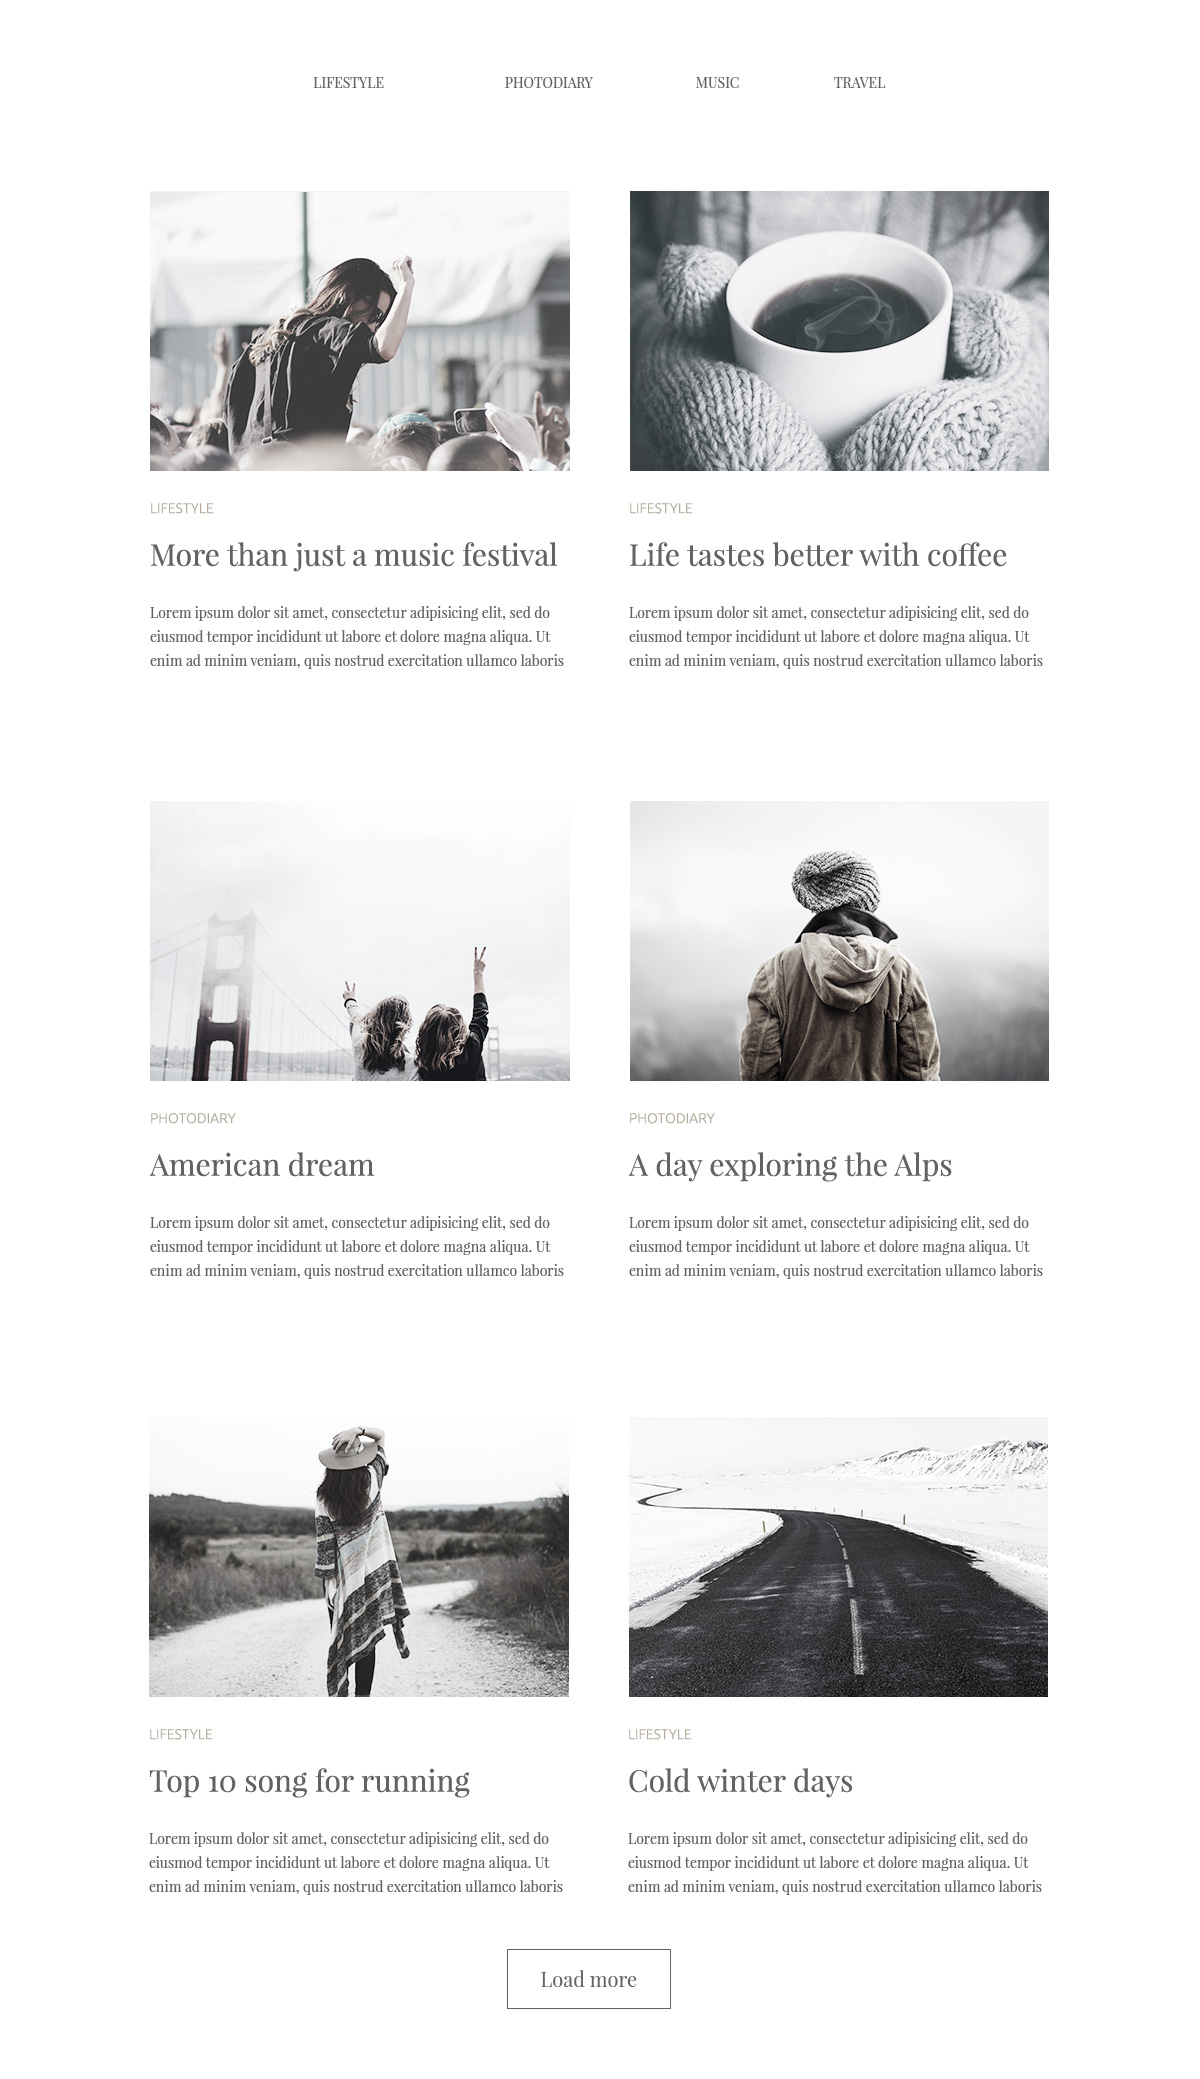 LIFESTYLE PHOTODIARY MUSIC TRAVEL
LIFESTYLE
More than just a music festival
Lorem ipsum dolor sit amet, consectetur adipisicing elit, sed do
eiusmod tempor incididunt ut labore et dolore magna aliqua. Ut
enim ad minim veniam, quis nostrud exercitation ullamco laboris
LIFESTYLE
Life tastes better with coffee
Lorem ipsum dolor sit amet, consectetur adipisicing elit, sed do
eiusmod tempor incididunt ut labore et dolore magna aliqua. Ut
enim ad minim veniam, quis nostrud exercitation ullamco laboris
PHOTODIARY
American dream
Lorem ipsum dolor sit amet, consectetur adipisicing elit, sed do
eiusmod tempor incididunt ut labore et dolore magna aliqua. Ut
enim ad minim veniam, quis nostrud exercitation ullamco laboris
PHOTODIARY
A day exploring the Alps
Lorem ipsum dolor sit amet, consectetur adipisicing elit, sed do
eiusmod tempor incididunt ut labore et dolore magna aliqua. Ut
enim ad minim veniam, quis nostrud exercitation ullamco laboris
LIFESTYLE
Top 10 song for running
Lorem ipsum dolor sit amet, consectetur adipisicing elit, sed do
eiusmod tempor incididunt ut labore et dolore magna aliqua. Ut
enim ad minim veniam, quis nostrud exercitation ullamco laboris
LIFESTYLE
Cold winter days
Lorem ipsum dolor sit amet, consectetur adipisicing elit, sed do
eiusmod tempor incididunt ut labore et dolore magna aliqua. Ut
enim ad minim veniam, quis nostrud exercitation ullamco laboris
Load more